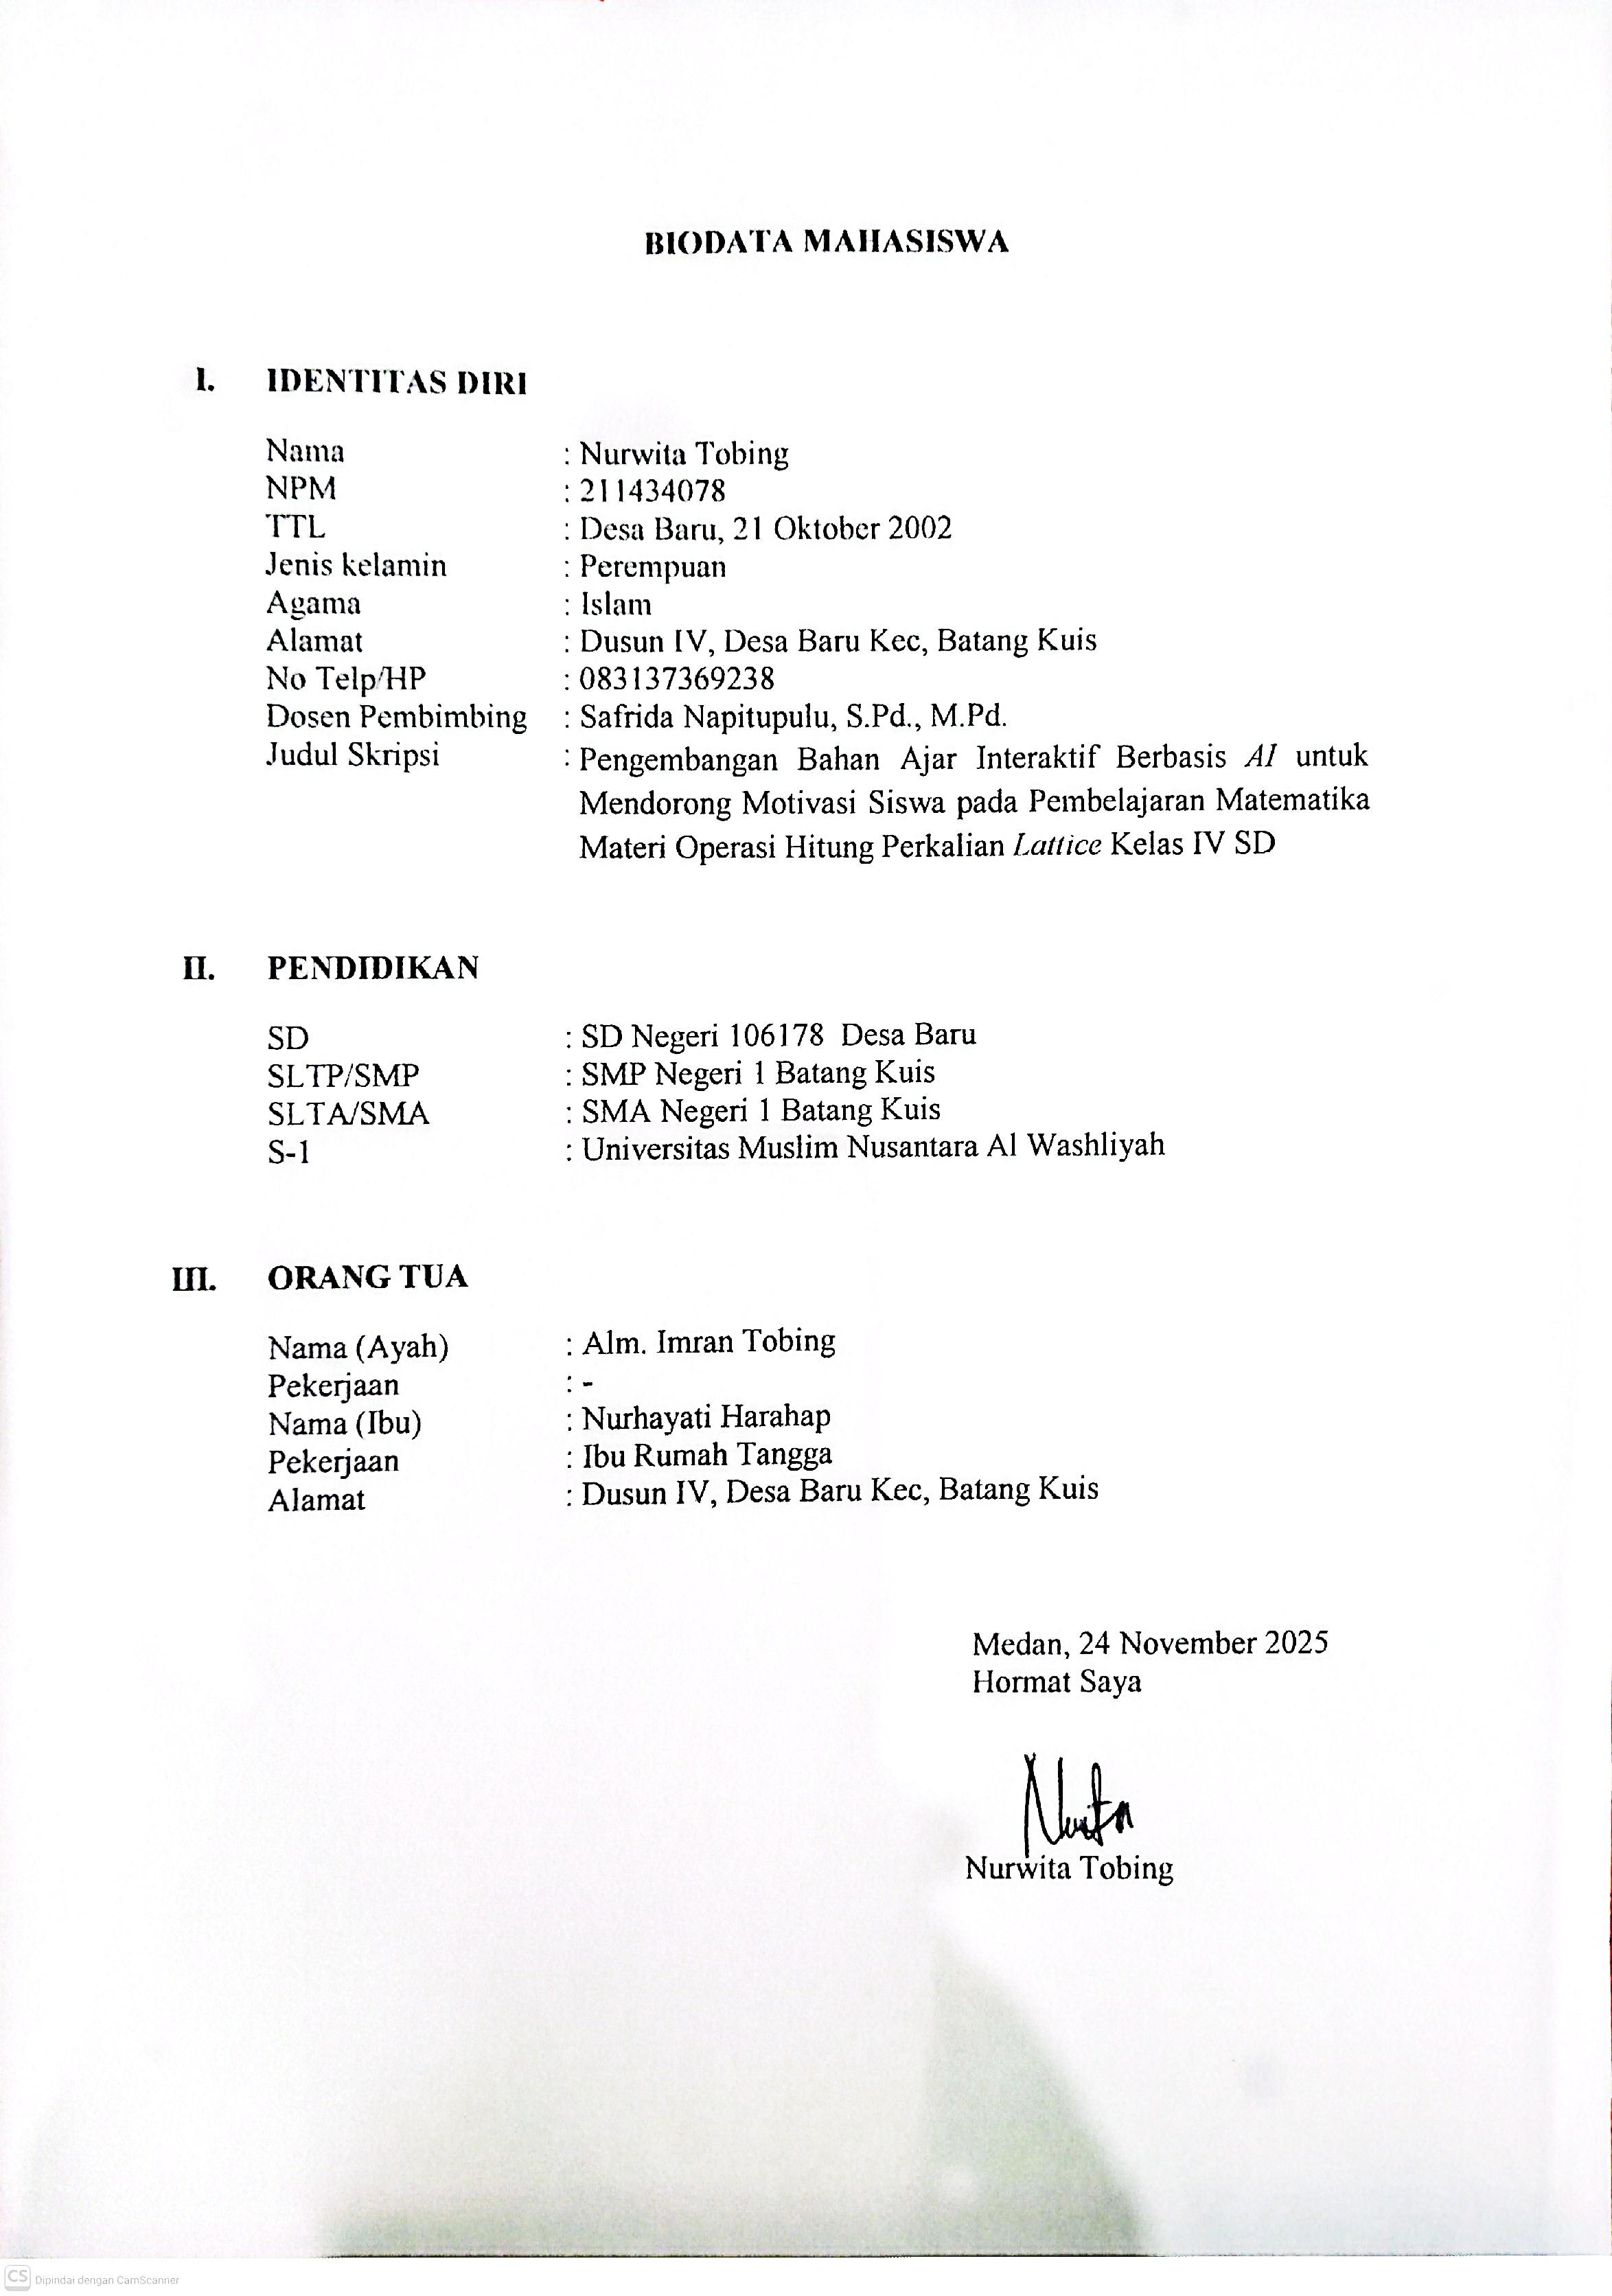 BIODATA MAHASISWA
I. IDENTITAS DIRI
Nama : Nurwita Tobing
NPM : 211434078
TTL : Desa Baru, 21 Oktober 2002
Jenis kelamin : Perempuan
Agama : Islam
Alamat : Dusun IV, Desa Baru Kec, Batang Kuis
No Telp/HP : 083137369238
Dosen Pembimbing : Safrida Napitupulu, S.Pd., M.Pd.
Judul Skripsi : Pengembangan Bahan Ajar Interaktif Berbasis AI untuk
Mendorong Motivasi Siswa pada Pembelajaran Matematika
Materi Operasi Hitung Perkalian Lattice Kelas IV SD
II. PENDIDIKAN
SD : SD Negeri 106178 Desa Baru
SLTP/SMP : SMP Negeri 1 Batang Kuis
SLTA/SMA : SMA Negeri 1 Batang Kuis
S-1 : Universitas Muslim Nusantara Al Washliyah
III. ORANG TUA
Nama (Ayah) : Alm. Imran Tobing
Pekerjaan : -
Nama (Ibu) : Nurhayati Harahap
Pekerjaan : Ibu Rumah Tangga
Alamat : Dusun IV, Desa Baru Kec, Batang Kuis
Medan, 24 November 2025
Hormat Saya
Nurwita Tobing
CS Dipindai dengan CamScanner